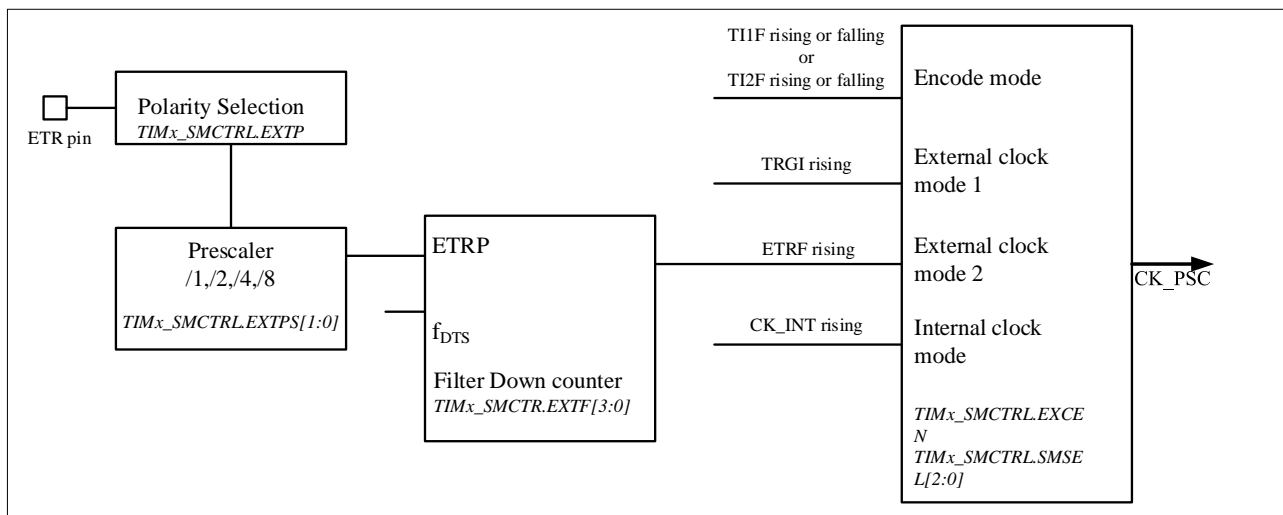 TI1F rising or falling
or
TI2F rising or falling
Encode mode
Polarity Selection
TIMx_SMCTRL.EXTP
ETR pin
TRGI rising
External clock
mode 1
Prescaler
/1,/2,/4,/8
TIMx_SMCTRL.EXTPS[1:0]
ETRP
fDTS
Filter Down counter
TIMx_SMCTR.EXTF[3:0]
ETRF rising
External clock
mode 2
CK_PSC
CK_INT rising
Internal clock
mode
TIMx_SMCTRL.EXCE
N
TIMx_SMCTRL.SMSE
L[2:0]